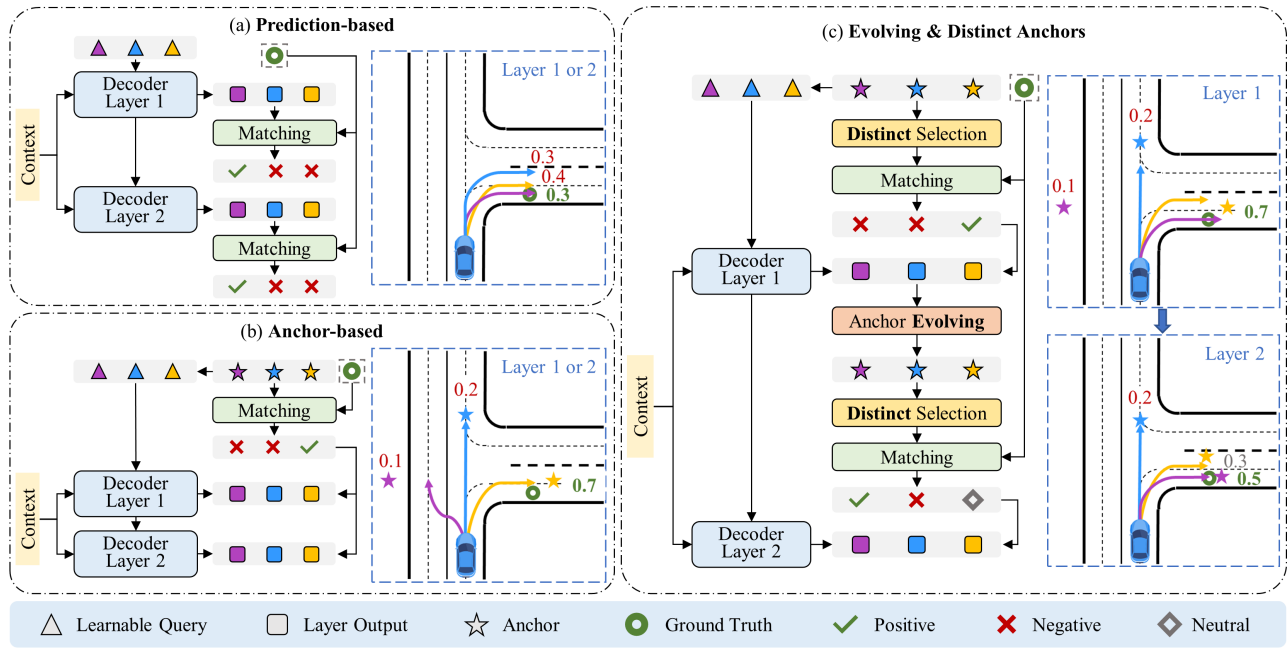 (a) Prediction-based
Decoder
Layer 1
Matching
Context
Decoder
Layer 2
Matching
Layer 1 or 2
0.3
0.4
0.3
(b) Anchor-based
Matching
Context
Decoder
Layer 1
Decoder
Layer 2
Layer 1 or 2
0.2
0.1
0.7
(c) Evolving & Distinct Anchors
Distinct Selection
Matching
Decoder
Layer 1
Anchor Evolving
Context
Distinct Selection
Matching
Decoder
Layer 2
Layer 1
0.2
0.1
0.7
Layer 2
0.2
0.3
0.5
Learnable Query
Layer Output
Anchor
Ground Truth
Positive
Negative
Neutral